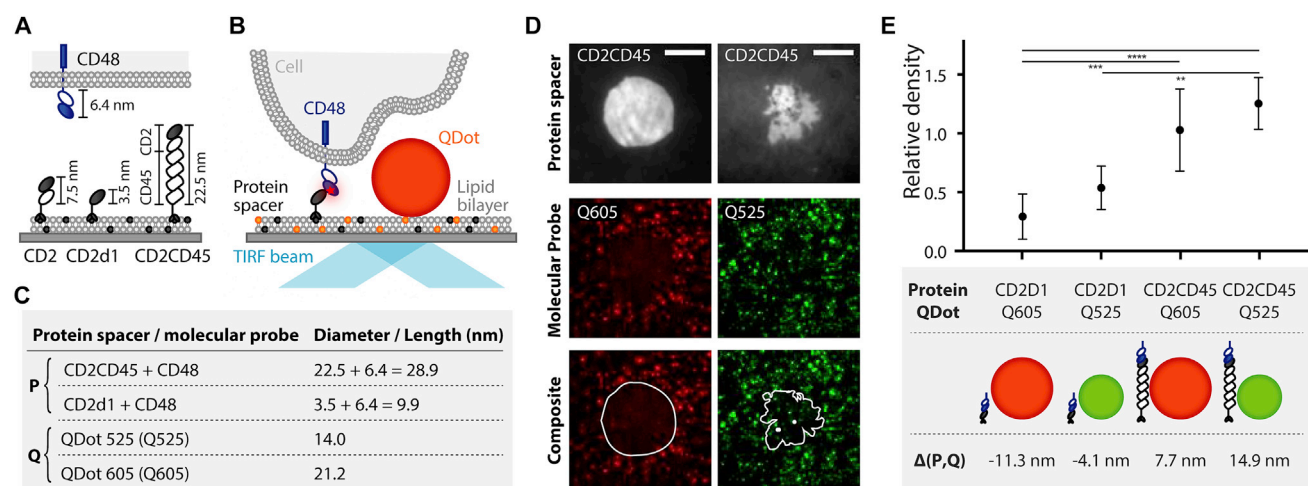 A
CD48
6.4 nm
7.5 nm
3.5 nm
CD45
CD2
22.5 nm
CD2 CD2d1 CD2CD45
B
Cell
CD48
QDot
Protein
spacer
Lipid
bilayer
TIRF beam
C
Protein spacer / molecular probe Diameter / Length (nm)
P
CD2CD45 + CD48 22.5 + 6.4 = 28.9
CD2d1 + CD48 3.5 + 6.4 = 9.9
Q
QDot 525 (Q525) 14.0
QDot 605 (Q605) 21.2
D
Protein spacer
CD2CD45 CD2CD45
Molecular Probe
Q605 Q525
Composite
E
Relative density
1.5
1.0
0.5
0.0
****
***
**
Protein CD2D1 CD2D1 CD2CD45 CD2CD45
QDot Q605 Q525 Q605 Q525
Δ(P,Q) -11.3 nm -4.1 nm 7.7 nm 14.9 nm